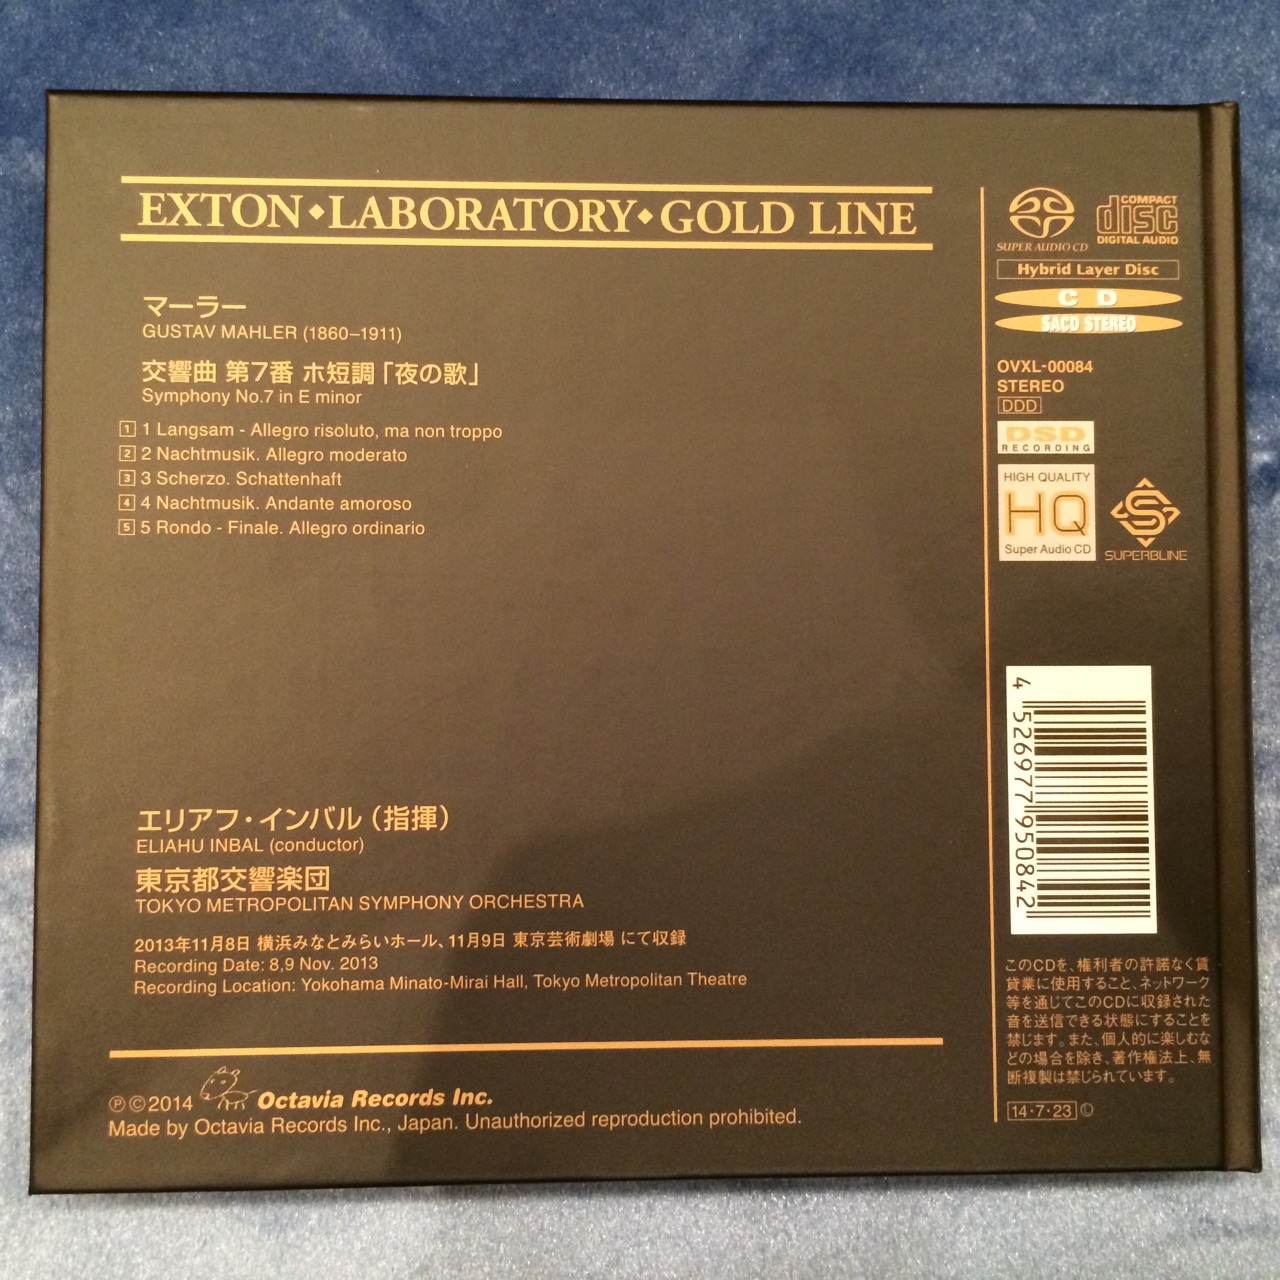 EXTON◆LABORATORY◆GOLD LINE
マーラー
GUSTAV MAHLER (1860–1911)
交響曲 第7番 ホ短調「夜の歌」
Symphony No.7 in E minor
1 1 Langsam - Allegro risoluto, ma non troppo
2 2 Nachtmusik. Allegro moderato
3 3 Scherzo. Schattenhaft
4 4 Nachtmusik. Andante amoroso
5 5 Rondo - Finale. Allegro ordinario
エリアフ・インバル（指揮）
ELIAHU INBAL (conductor)
東京都交響楽団
TOKYO METROPOLITAN SYMPHONY ORCHESTRA
2013年11月8日 横浜みなとみらいホール、11月9日 東京芸術劇場 にて収録
Recording Date: 8,9 Nov. 2013
Recording Location: Yokohama Minato-Mirai Hall, Tokyo Metropolitan Theatre
Ⓟ©2014 Octavia Records Inc.
Made by Octavia Records Inc., Japan. Unauthorized reproduction prohibited.
SUPER AUDIO CD
COMPACT
disc
DIGITAL AUDIO
Hybrid Layer Disc
CD
SACD STEREO
OVXL-00084
STEREO
DDD
DSD
RECORDING
HIGH QUALITY
HQ
Super Audio CD
SUPERBLINE
4 526977 950842
このCDを、権利者の許諾なく賃
貸業に使用すること、ネットワーク
等を通じてこのCDに収録された
音を送信できる状態にすることを
禁じます。また、個人的に楽しむな
どの場合を除き、著作権法上、無
断複製は禁じられています。
14・7・23 Ⓛ